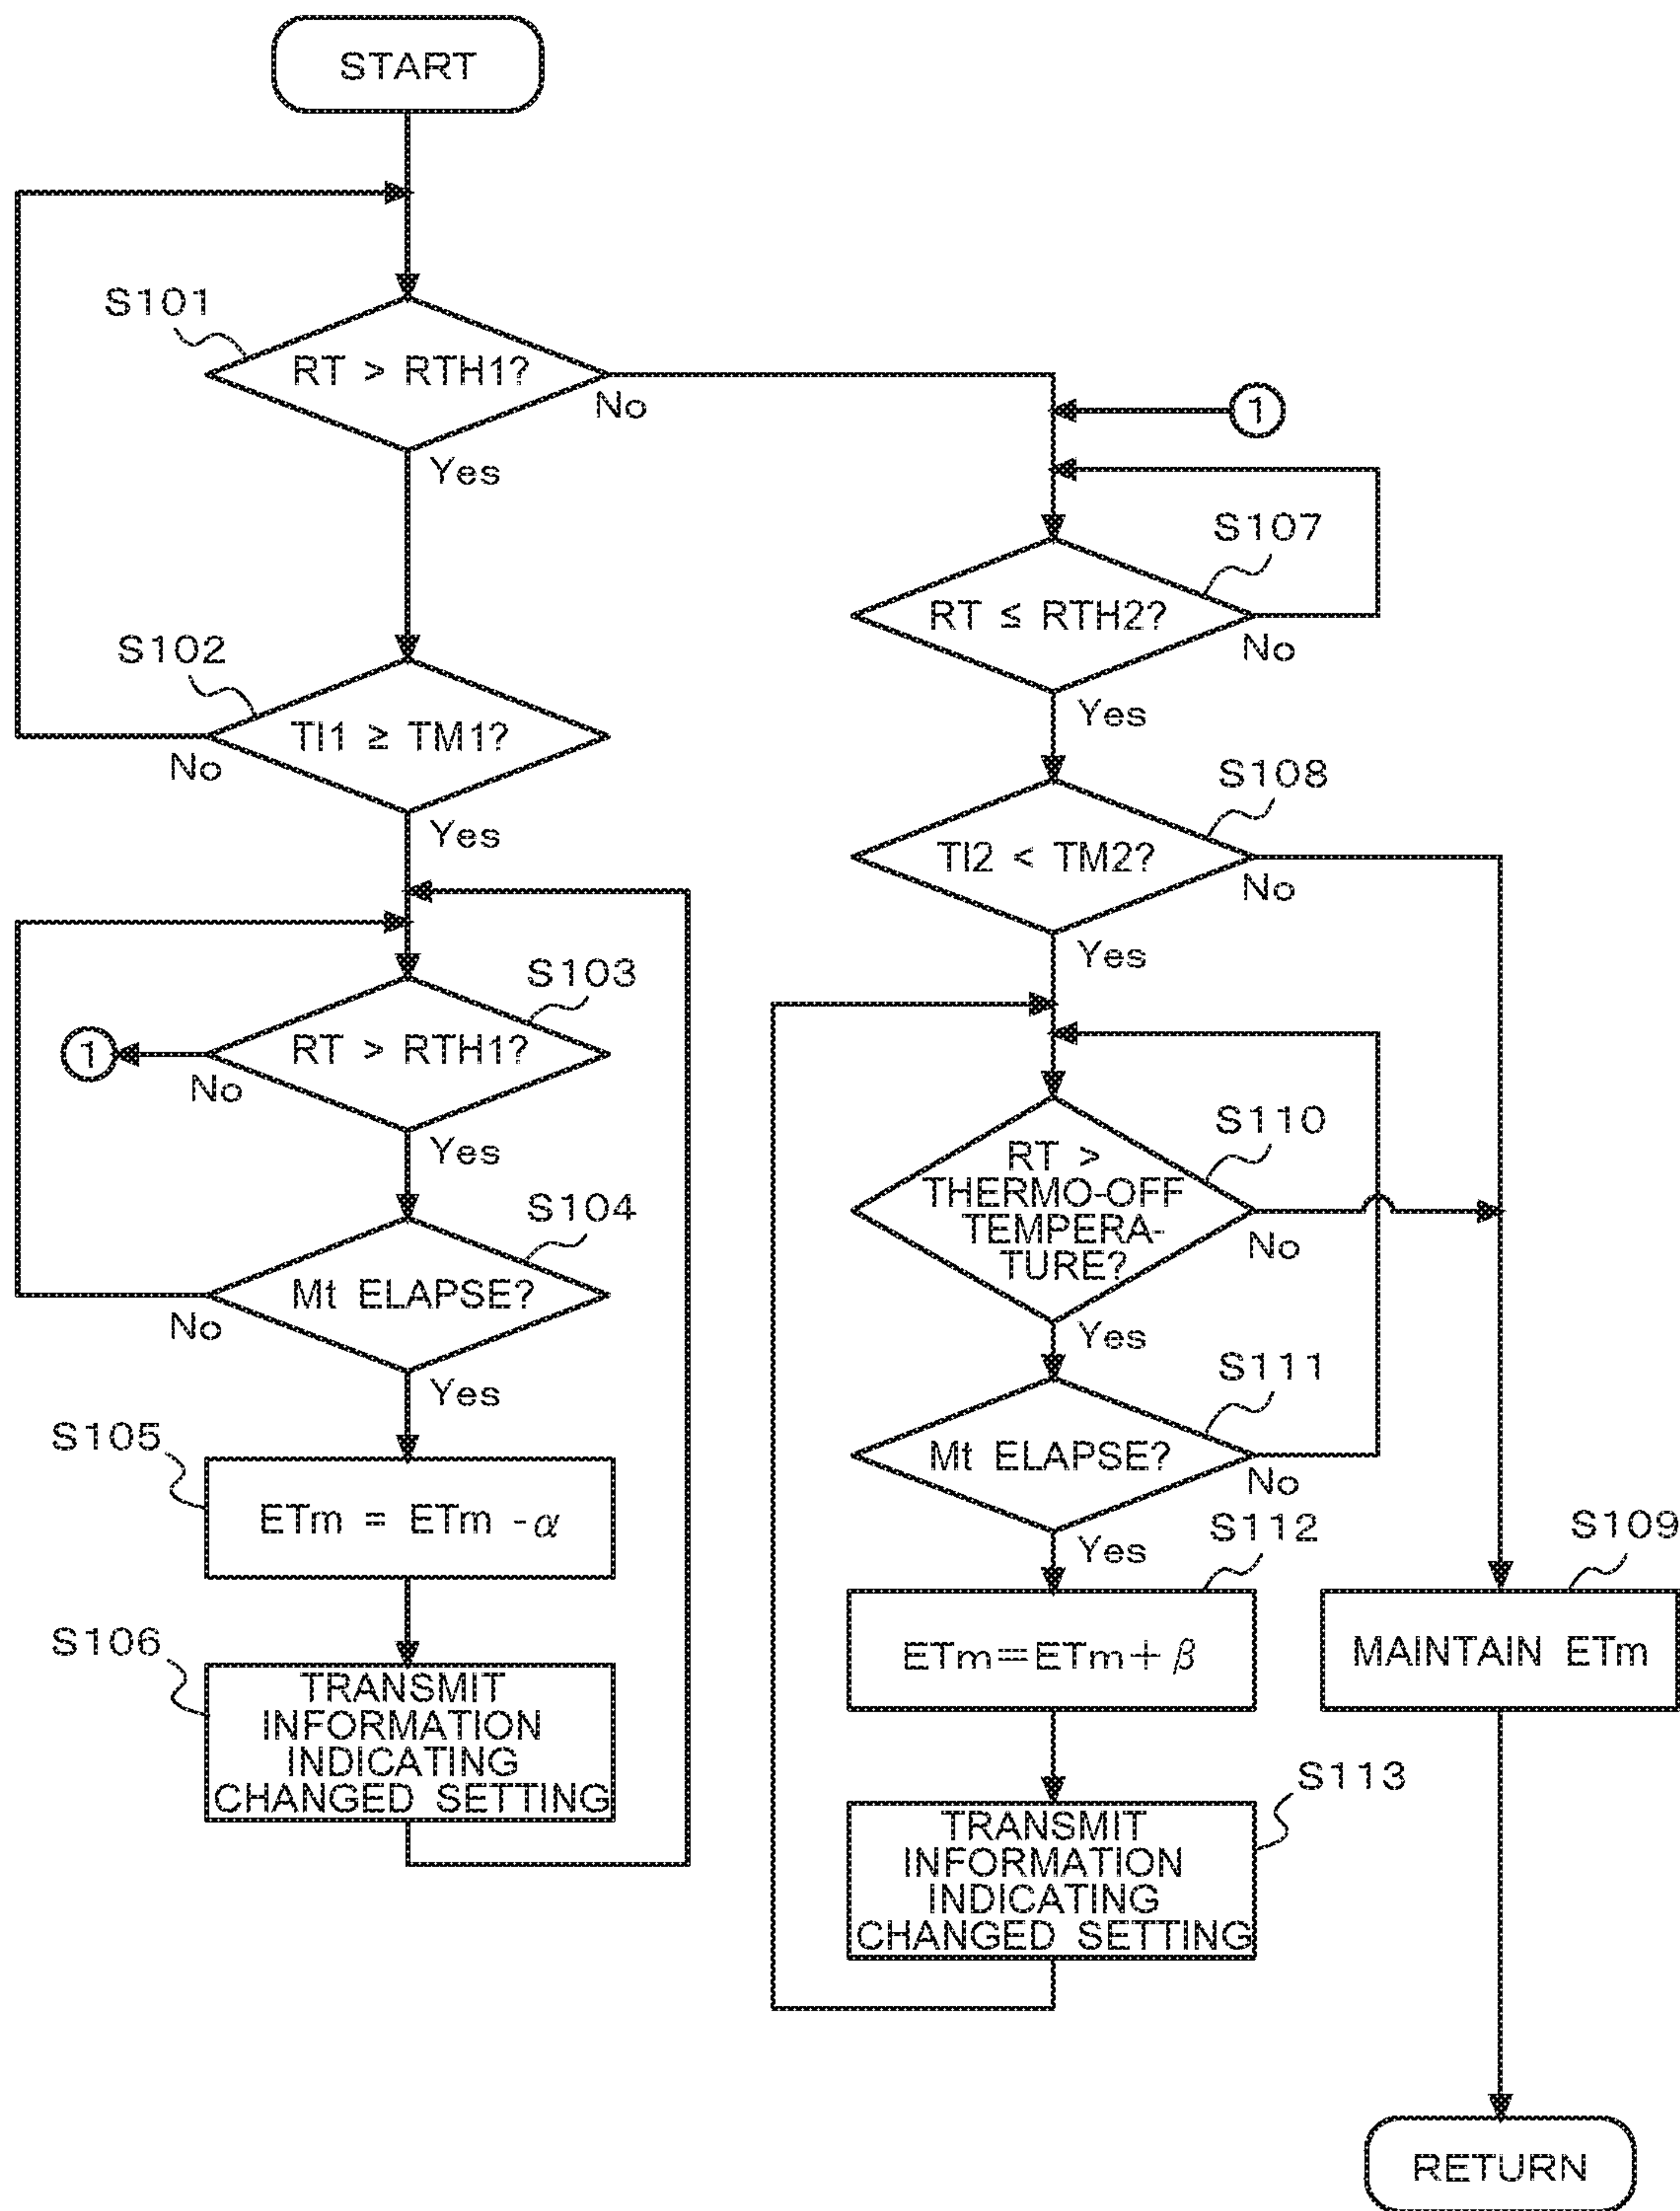 START
S101
RT > RTH1?
No
Yes
1
S107
RT ≤ RTH2?
No
Yes
S102
TI1 ≥ TM1?
No
Yes
S108
TI2 < TM2?
No
Yes
S103
RT > RTH1?
1
No
Yes
S104
Mt ELAPSE?
No
Yes
S105
ETm = ETm -α
S106
TRANSMIT
INFORMATION
INDICATING
CHANGED SETTING
S110
RT >
THERMO-OFF
TEMPERA-
TURE?
No
Yes
S111
Mt ELAPSE?
No
Yes
S112
ETm=ETm+β
S109
MAINTAIN ETm
S113
TRANSMIT
INFORMATION
INDICATING
CHANGED SETTING
RETURN